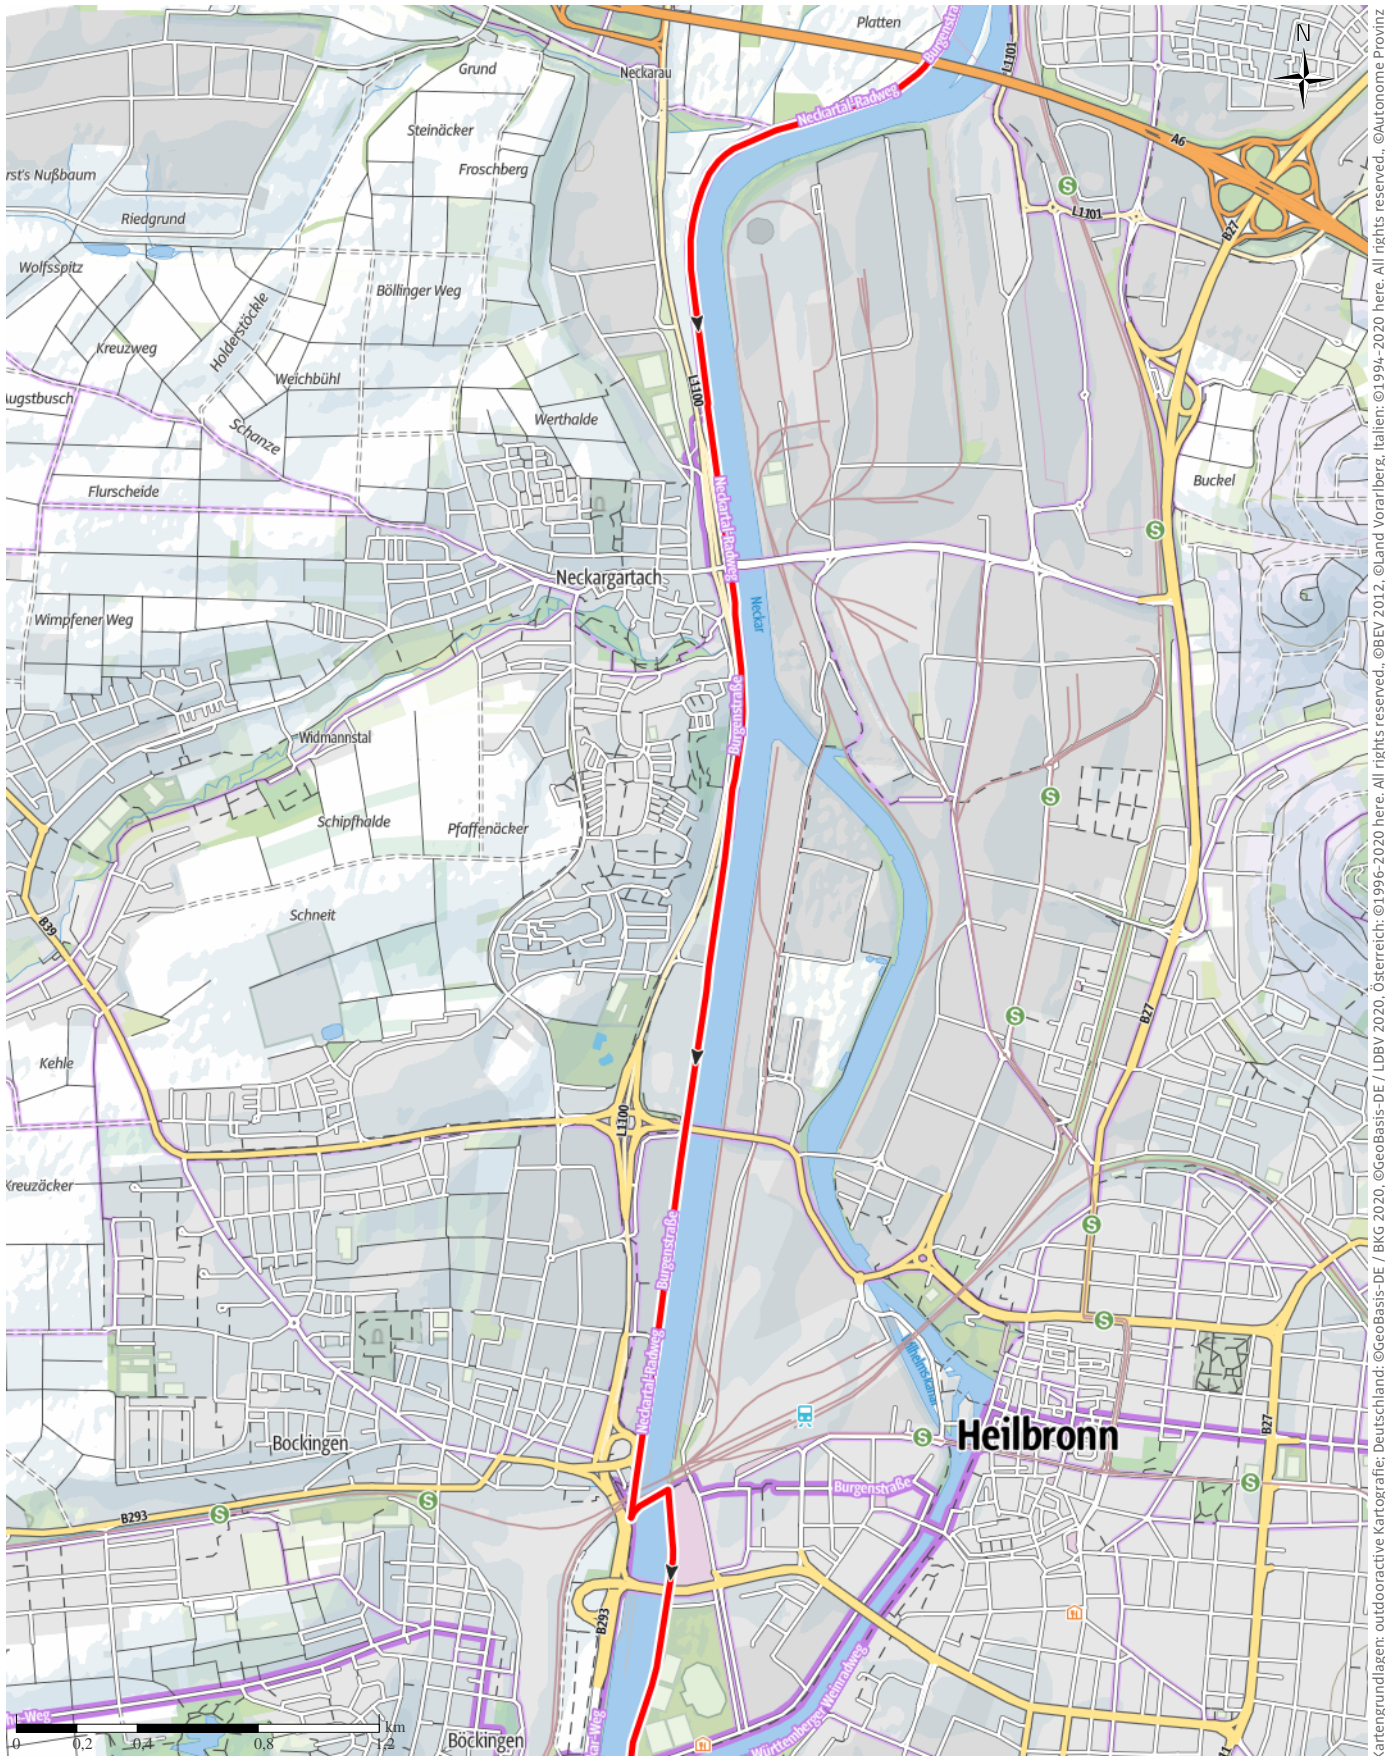 Platten
Burgenstra
L1101
N
Grund
Neckarau
Neckartal-Radweg
Steinäcker
A6
Froschberg
rst's Nußbaum
Riedgrund
L1101
B27
Wolfsspitz
Böllinger Weg
Holderstöckle
Kreuzweg
Weichbühl
L1100
Augstbusch
Werthalde
Schanze
Flurscheide
Buckel
Neckartal-Radweg
S
S
Neckargartach
Neckar
Wimpfener Weg
Burgenstraße
Widmannstal
S
Schipfhalde
Pfaffenäcker
Schneit
B39
B27
S
Kehle
L1100
Kreuzäcker
Burgenstraße
S
S
Neckartal-Radweg
Wilhelmskanal
Heilbronn
B27
Böckingen
S
Burgenstraße
S
S
S
B293
B293
Württemberger Weinradweg
Böckingen
km
0
0,2
0,4
0,8
1,2
artengrundlagen: outdooractive Kartografie; Deutschland: ©GeoBasis-DE / BKG 2020, ©GeoBasis-DE / LDBV 2020, Österreich: ©1996-2020 here. All rights reserved., ©BEV 2012, ©Land Vorarlberg, Italien: ©1994-2020 here. All rights reserved., ©Autonome Provinz